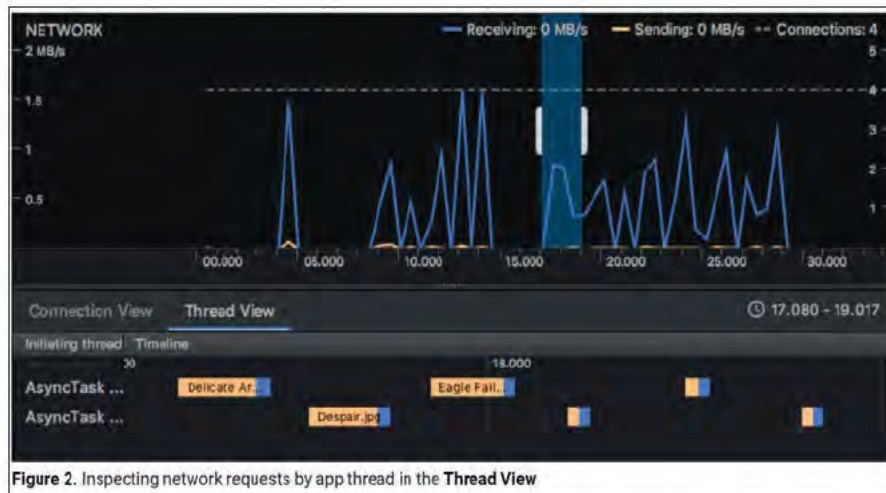 NETWORK
Receiving: 0 MB/s
Sending: 0 MB/s
Connections: 4
2 MB/s
5
1.5
4
3
1
2
0.5
1
00.000 05.000 10.000 15.000 20.000 25.000 30.000
Connection View Thread View 17.080 - 19.017
Initiating thread Timeline
00 18.000
AsyncTask ... Delicate Ar... Eagle Fall...
AsyncTask ... Despair.jpg
Figure 2. Inspecting network requests by app thread in the Thread View